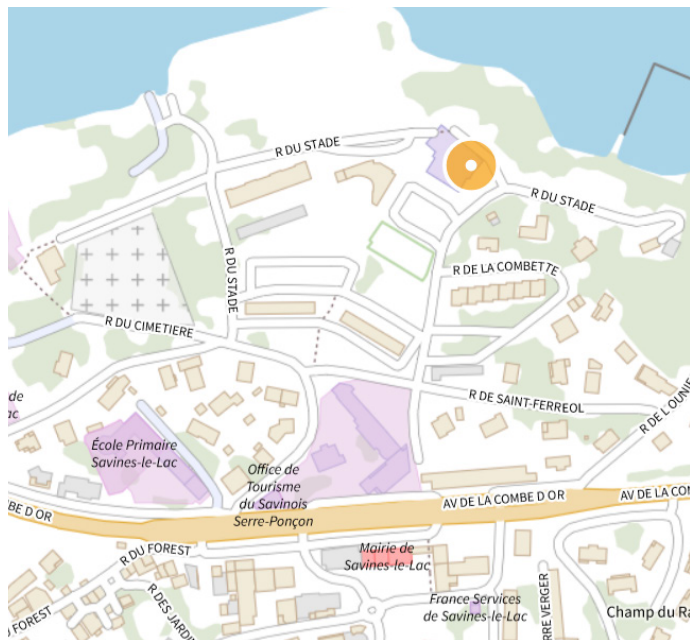 R DU STADE
R DU STADE
R DU STADE
R DE LA COMBETTE
R DU CIMETIERE
de
ac
R DE SAINT-FERREOL
R DE L OUNIE
École Primaire
Savines-le-Lac
Office de
Tourisme
du Savinois
Serre-Ponçon
BE D'OR
AV DE LA COMBE D OR
AV DE LA CO
R DU FOREST
Mairie de
Savines-le-Lac
R DES JARDI
FOREST
France Services
de Savines-le-Lac
RRE VERGER
Champ du Ra